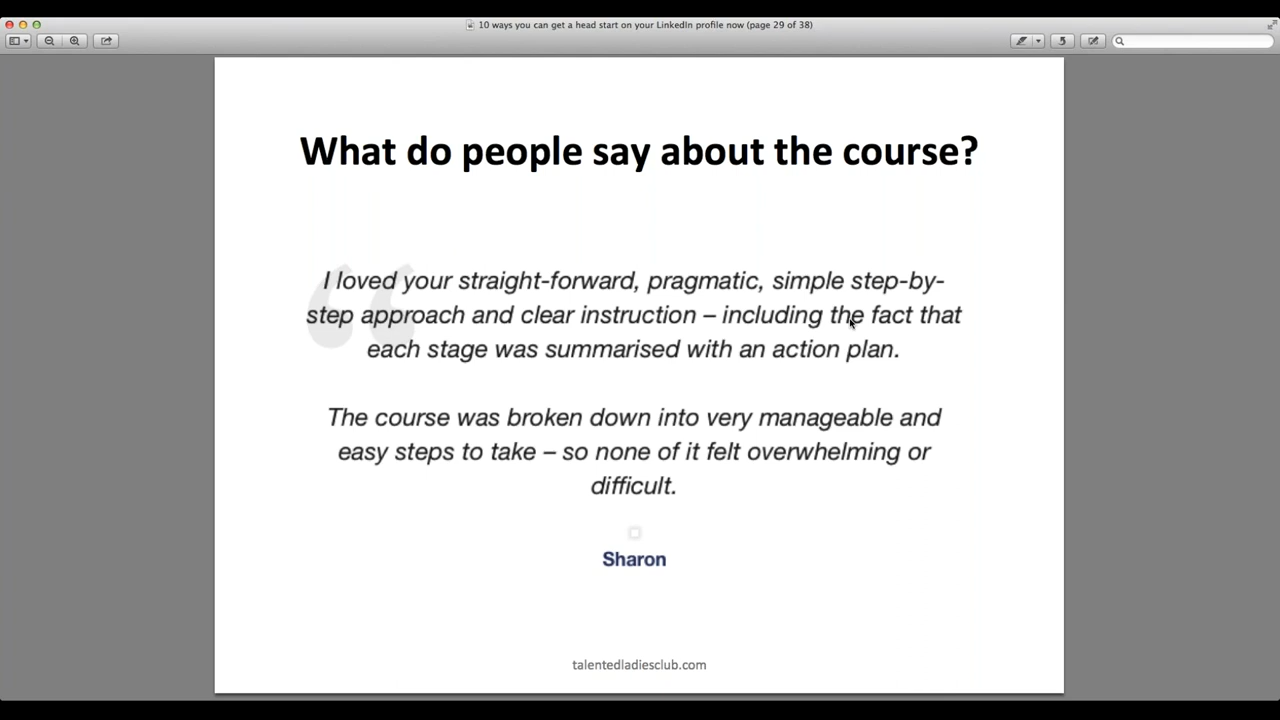 10 ways you can get a head start on your LinkedIn profile now (page 29 of 38)
5
What do people say about the course?
“
I loved your straight-forward, pragmatic, simple step-by-
step approach and clear instruction – including the fact that
each stage was summarised with an action plan.
The course was broken down into very manageable and
easy steps to take – so none of it felt overwhelming or
difficult.
Sharon
talentedladiesclub.com